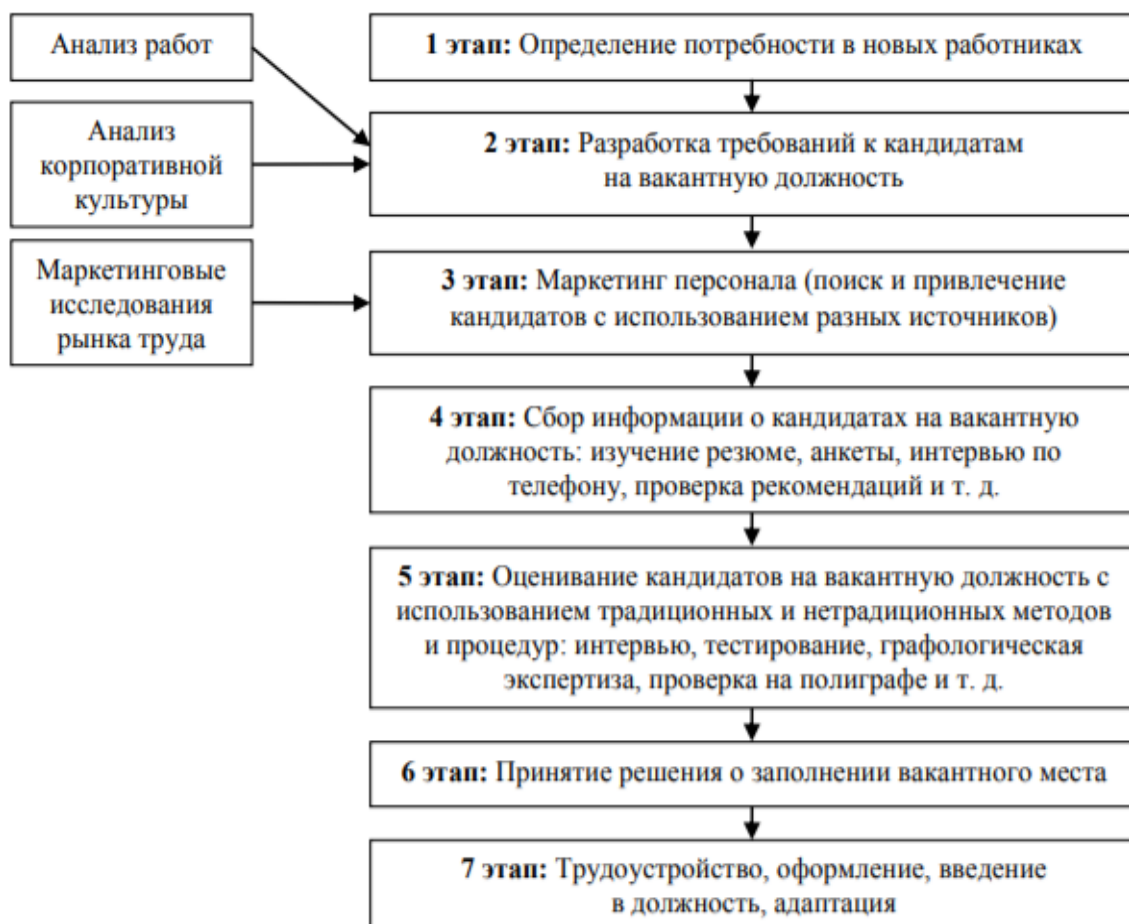 Анализ работ
1 этап: Определение потребности в новых работниках
Анализ
корпоративной
культуры
2 этап: Разработка требований к кандидатам
на вакантную должность
Маркетинговые
исследования
рынка труда
3 этап: Маркетинг персонала (поиск и привлечение
кандидатов с использованием разных источников)
4 этап: Сбор информации о кандидатах на вакантную
должность: изучение резюме, анкеты, интервью по
телефону, проверка рекомендаций и т. д.
5 этап: Оценивание кандидатов на вакантную должность с
использованием традиционных и нетрадиционных методов
и процедур: интервью, тестирование, графологическая
экспертиза, проверка на полиграфе и т. д.
6 этап: Принятие решения о заполнении вакантного места
7 этап: Трудоустройство, оформление, введение
в должность, адаптация